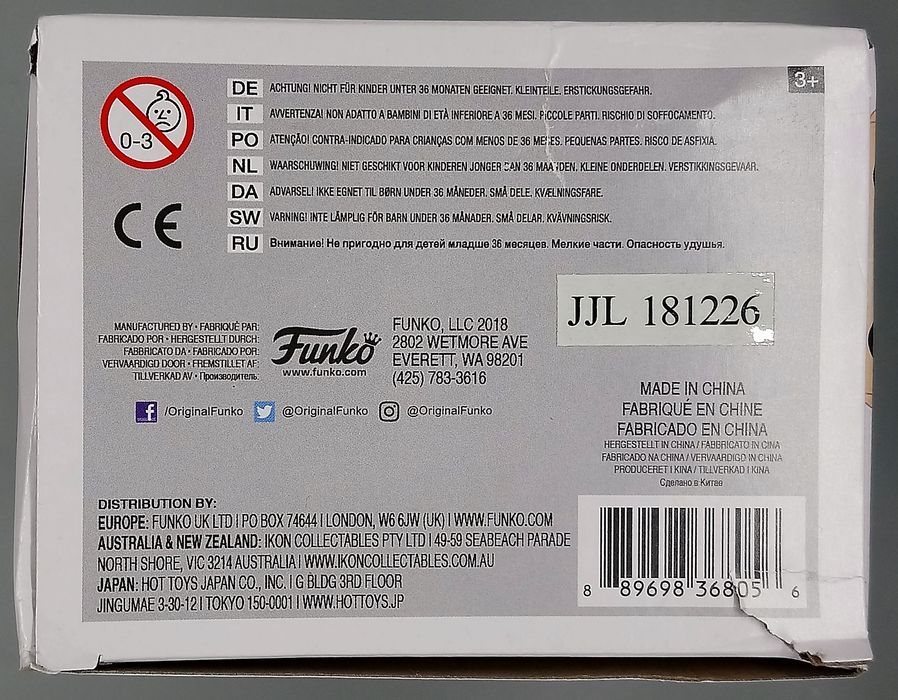 3+
0-3
DE ACHTUNG! NICHT FÜR KINDER UNTER 36 MONATEN GEEIGNET. KLEINTEILE. ERSTICKUNGSGEFAHR.
IT AVVERTENZA! NON ADATTO A BAMBINI DI ETÀ INFERIORE A 36 MESI. PICCOLE PARTI. RISCHIO DI SOFFOCAMENTO.
PO ATENÇÃO! CONTRA-INDICADO PARA CRIANÇAS COM MENOS DE 36 MESES. PEQUENAS PARTES. RISCO DE ASFIXIA.
NL WAARSCHUWING! NIET GESCHIKT VOOR KINDEREN JONGER DAN 36 MAANDEN. KLEINE ONDERDELEN. VERSTIKKINGSGEVAAR.
DA ADVARSEL! IKKE EGNET TIL BØRN UNDER 36 MÅNEDER. SMÅ DELE. KVÆLNINGSFARE.
SW VARNING! INTE LÄMPLIG FÖR BARN UNDER 36 MÅNADER. SMÅ DELAR. KVÄVNINGSRISK.
RU Внимание! Не пригодно для детей младше 36 месяцев. Мелкие части. Опасность удушья.
CE
JJL 181226
MANUFACTURED BY • FABRIQUÉ PAR:
FABRICADO POR • HERGESTELLT DURCH:
FABBRICATO DA • FABRICADO POR:
VERVAARDIGD DOOR • FREMSTILLET AF:
TILLVERKAD AV • Производитель:
Funko
www.funko.com
FUNKO, LLC 2018
2802 WETMORE AVE
EVERETT, WA 98201
(425) 783-3616
/OriginalFunko @OriginalFunko @OriginalFunko
MADE IN CHINA
FABRIQUÉ EN CHINE
FABRICADO EN CHINA
HERGESTELLT IN CHINA / FABBRICATO IN CINA
FABRICADO NA CHINA / VERVAARDIGD IN CHINA
PRODUCERET I KINA / TILLVERKAD I KINA
Сделано в Китае
DISTRIBUTION BY:
EUROPE: FUNKO UK LTD | PO BOX 74644 | LONDON, W6 6JW (UK) | WWW.FUNKO.COM
AUSTRALIA & NEW ZEALAND: IKON COLLECTABLES PTY LTD | 49-59 SEABEACH PARADE
NORTH SHORE, VIC 3214 AUSTRALIA | WWW.IKONCOLLECTABLES.COM.AU
JAPAN: HOT TOYS JAPAN CO., INC. | G BLDG 3RD FLOOR
JINGUMAE 3-30-12 | TOKYO 150-0001 | WWW.HOTTOYS.JP
8 89698 36805 6